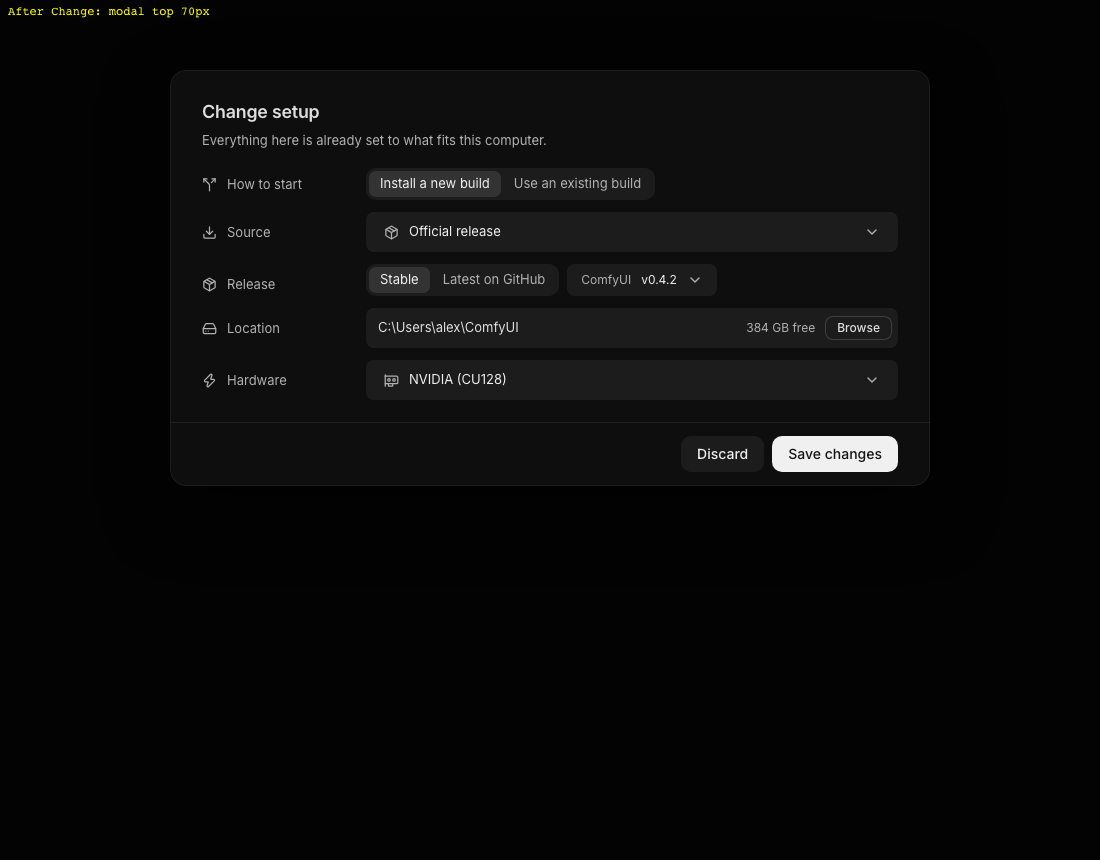 After Change: modal top 70px
Change setup
Everything here is already set to what fits this computer.
How to start Install a new build Use an existing build
Source Official release
Release Stable Latest on GitHub ComfyUI v0.4.2
Location C:\Users\alex\ComfyUI 384 GB free Browse
Hardware NVIDIA (CU128)
Discard Save changes